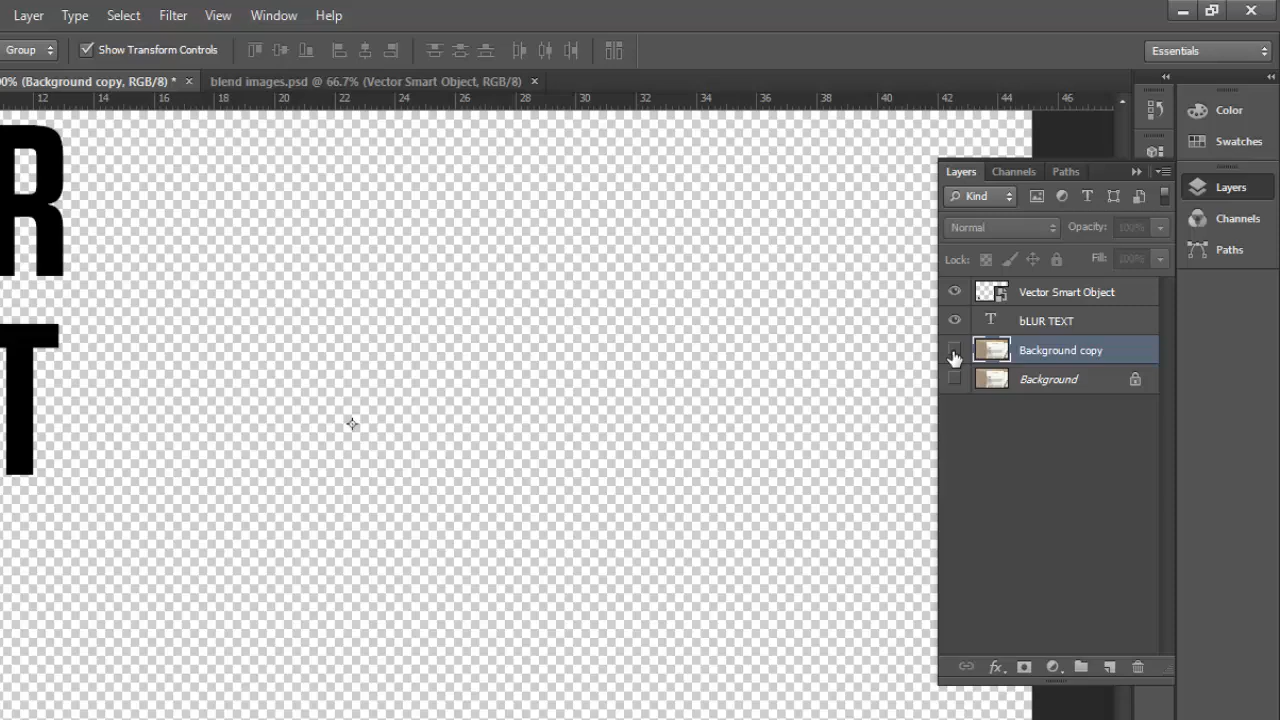 Layer Type Select Filter View Window Help
Group Show Transform Controls Essentials
0% (Background copy, RGB/8) * × blend images.psd @ 66.7% (Vector Smart Object, RGB/8) ×
12 14 16 18 20 22 24 26 28 30 32 34 36 38 40 42 44 46
R
T
Layers Channels Paths
Kind T
Normal Opacity: 100%
Lock: Fill: 100%
Vector Smart Object
T bLUR TEXT
Background copy
Background
fx
Color
Swatches
Layers
Channels
Paths